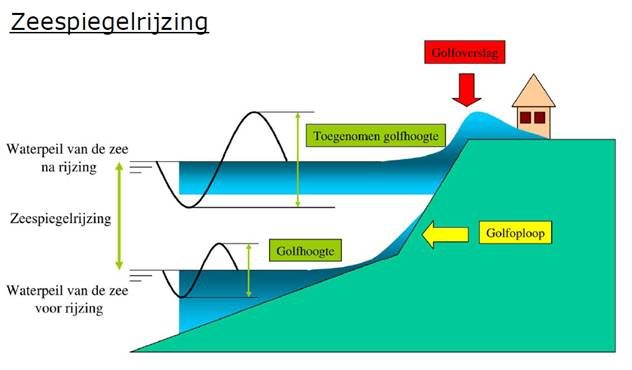 Zeespiegelrijzing
Golfoverslag
Toegenomen golfhoogte
Waterpeil van de zee
na rijzing
Zeespiegelrijzing
Golfoploop
Golfhoogte
Waterpeil van de zee
voor rijzing